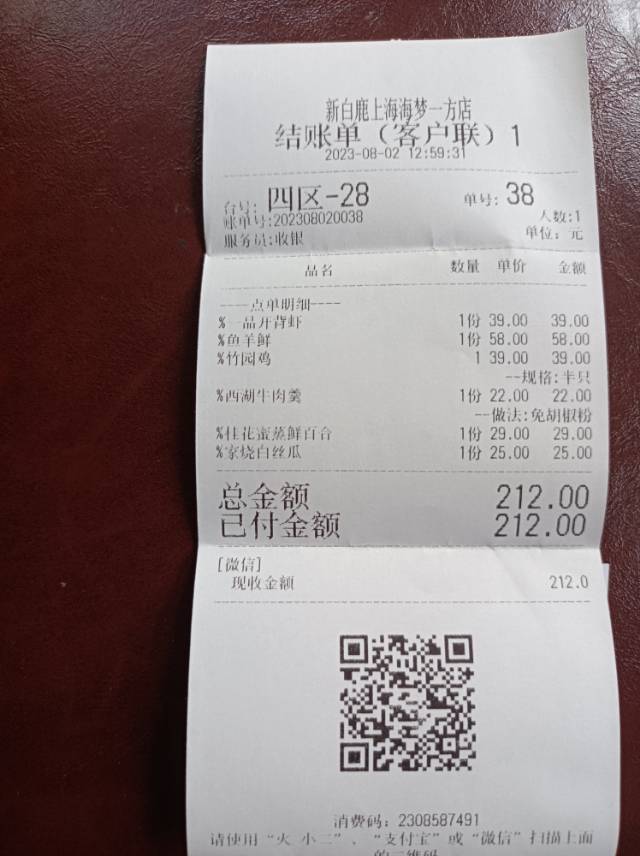 新白鹿上海海梦一方店
结账单（客户联）1
2023-08-02 12:59:31
台号: 四区-28 单号: 38
账单号:202308020038 人数:1
服务员:收银 单位: 元
品名 数量 单价 金额
----点单明细----
%一品开背虾 1份 39.00 39.00
%鱼羊鲜 1份 58.00 58.00
%竹园鸡 1 39.00 39.00
--规格:半只
%西湖牛肉羹 1份 22.00 22.00
--做法:免胡椒粉
%桂花蜜蒸鲜百合 1份 29.00 29.00
%家烧白丝瓜 1份 25.00 25.00
总金额 212.00
已付金额 212.00
[微信]
现收金额 212.0
消费码: 2308587491
请使用“火 小二”、“支付宝”或“微信”扫描上面
的二维码